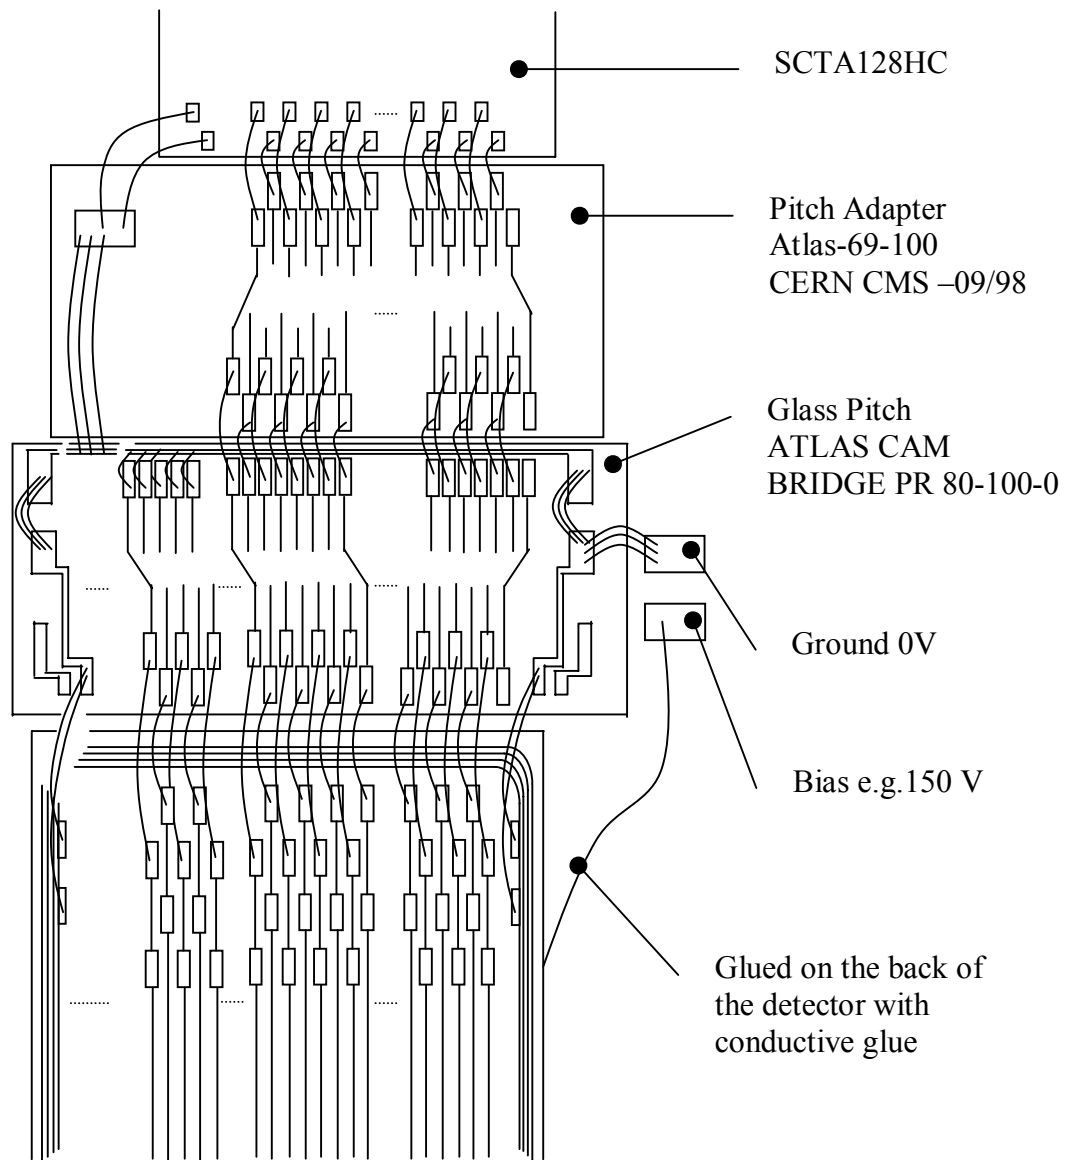 SCTA128HC
Pitch Adapter
Atlas-69-100
CERN CMS –09/98
Glass Pitch
ATLAS CAM
BRIDGE PR 80-100-0
Ground 0V
Bias e.g.150 V
Glued on the back of
the detector with
conductive glue